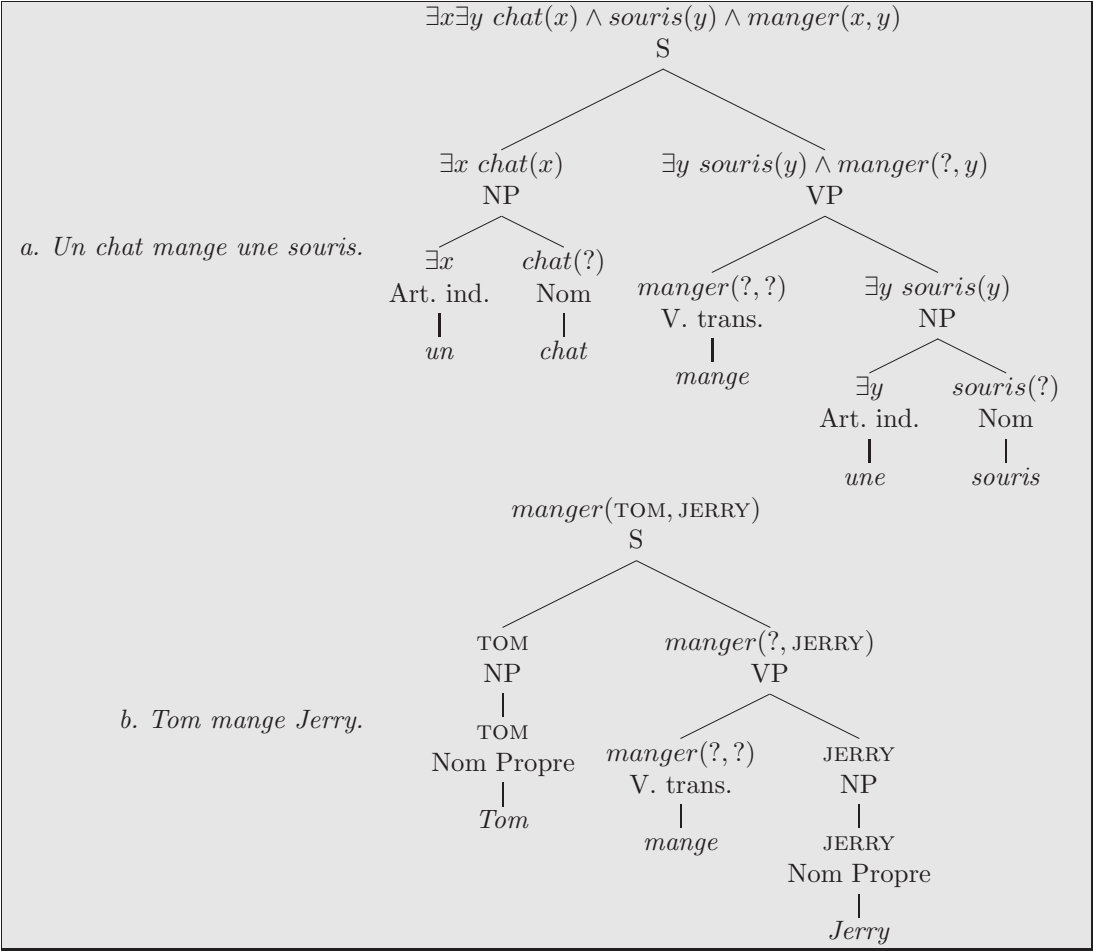 ∃x∃y chat(x) ∧ souris(y) ∧ manger(x, y)
S
∃x chat(x) ∃y souris(y) ∧ manger(?, y)
NP VP
a. Un chat mange une souris.
∃x chat(?)
Art. ind. Nom
un chat
manger(?, ?) ∃y souris(y)
V. trans. NP
mange
∃y souris(?)
Art. ind. Nom
une souris
manger(TOM, JERRY)
S
TOM manger(?, JERRY)
NP VP
b. Tom mange Jerry.
TOM
Nom Propre
Tom
manger(?, ?) JERRY
V. trans. NP
mange
JERRY
Nom Propre
Jerry